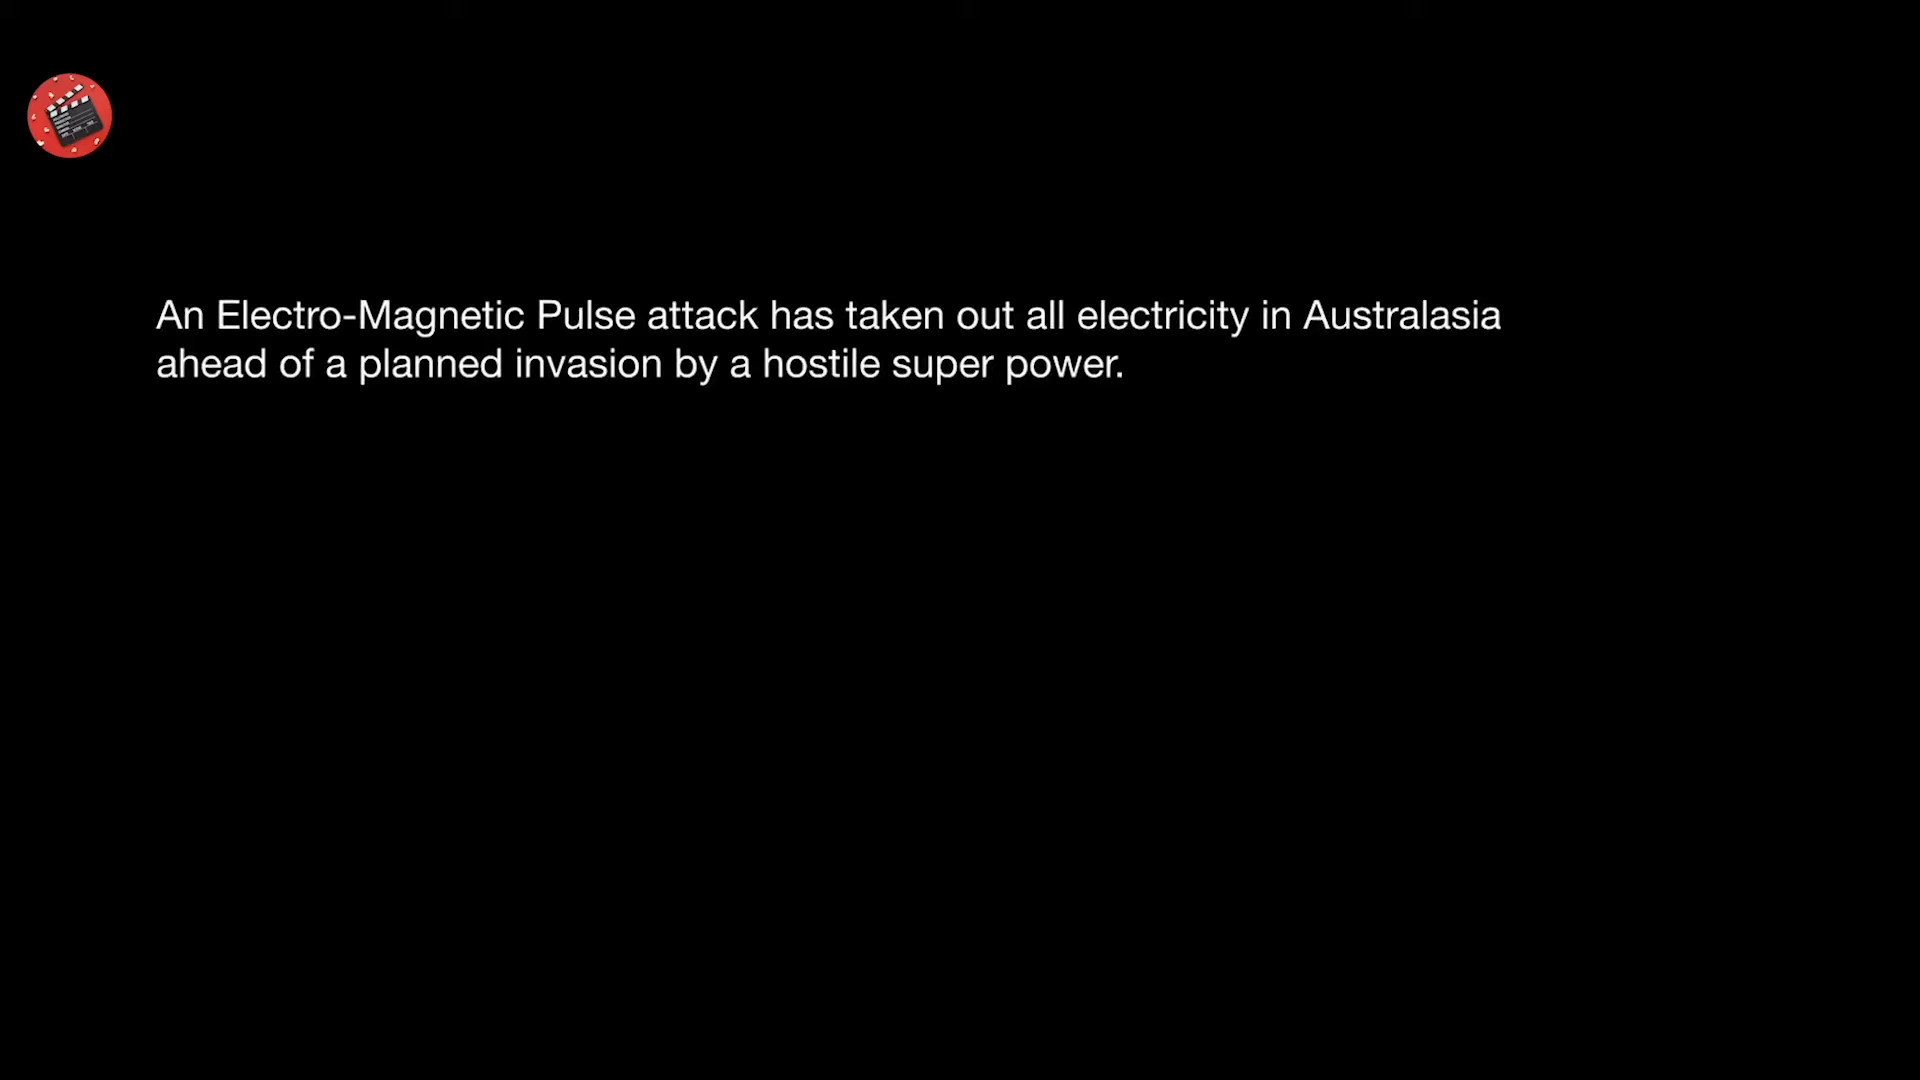 An Electro-Magnetic Pulse attack has taken out all electricity in Australasia
ahead of a planned invasion by a hostile super power.